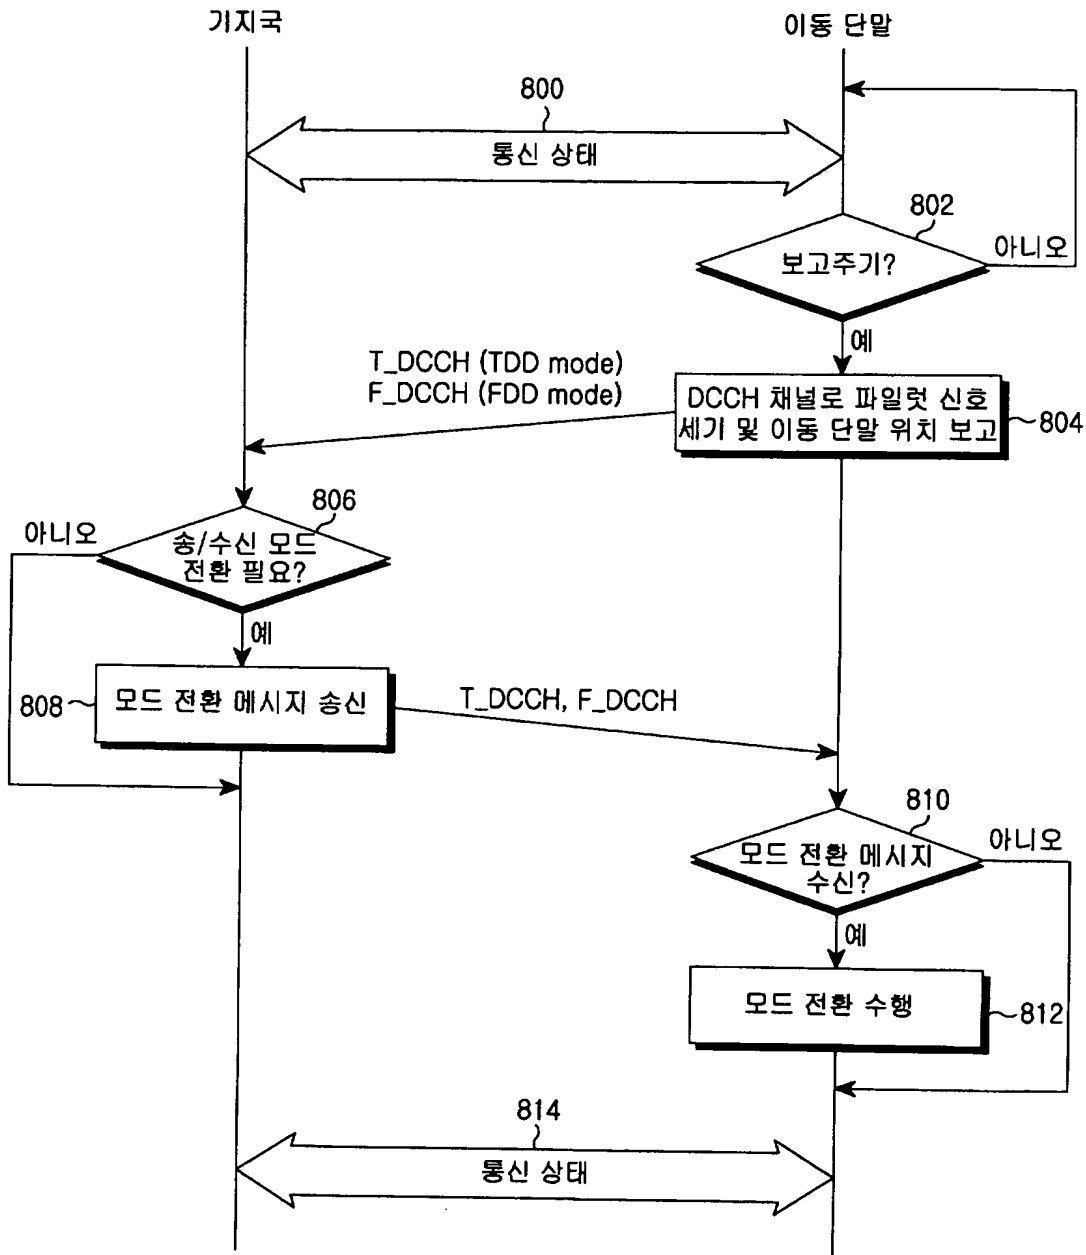 기지국
이동 단말
800
통신 상태
802
보고주기?
아니오
예
T_DCCH (TDD mode)
F_DCCH (FDD mode)
DCCH 채널로 파일럿 신호
세기 및 이동 단말 위치 보고
804
806
아니오
송/수신 모드
전환 필요?
예
808
모드 전환 메시지 송신
T_DCCH, F_DCCH
810
아니오
모드 전환 메시지
수신?
예
모드 전환 수행
812
814
통신 상태